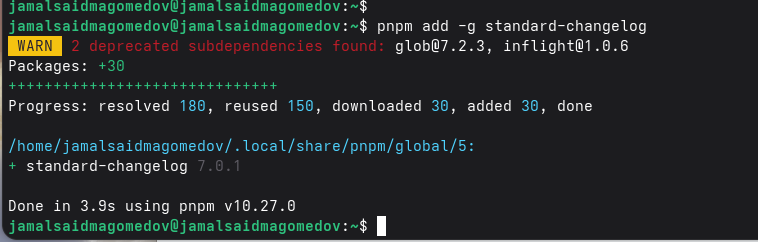 jamalsaidmagomedov@jamalsaidmagomedov:~$
jamalsaidmagomedov@jamalsaidmagomedov:~$ pnpm add -g standard-changelog
WARN 2 deprecated subdependencies found: glob@7.2.3, inflight@1.0.6
Packages: +30
++++++++++++++++++++++++++++++
Progress: resolved 180, reused 150, downloaded 30, added 30, done
/home/jamalsaidmagomedov/.local/share/pnpm/global/5:
+ standard-changelog 7.0.1
Done in 3.9s using pnpm v10.27.0
jamalsaidmagomedov@jamalsaidmagomedov:~$